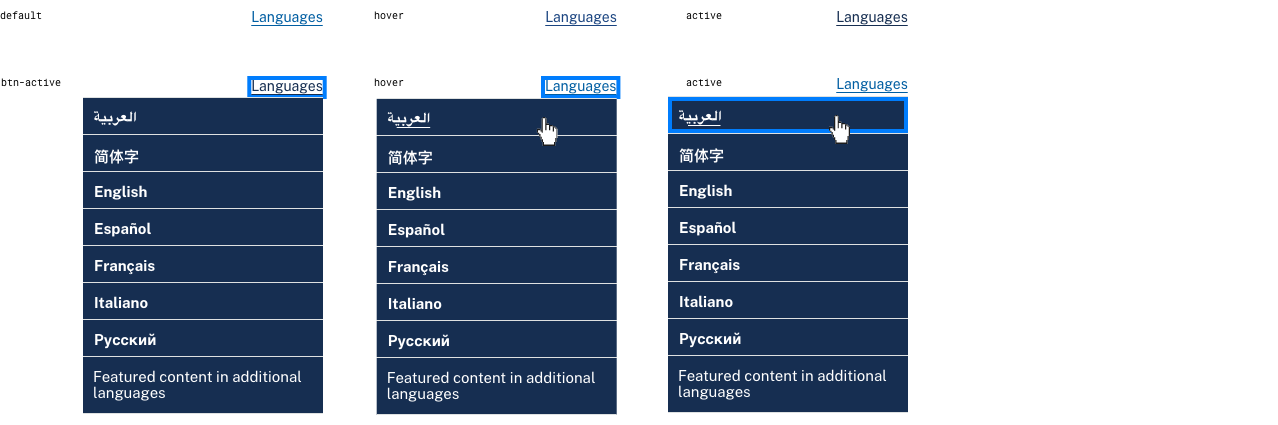 default
Languages
hover
Languages
active
Languages
btn-active
Languages
العربية
简体字
English
Español
Français
Italiano
Русский
Featured content in additional
languages
hover
Languages
العربية
简体字
English
Español
Français
Italiano
Русский
Featured content in additional
languages
active
Languages
العربية
简体字
English
Español
Français
Italiano
Русский
Featured content in additional
languages